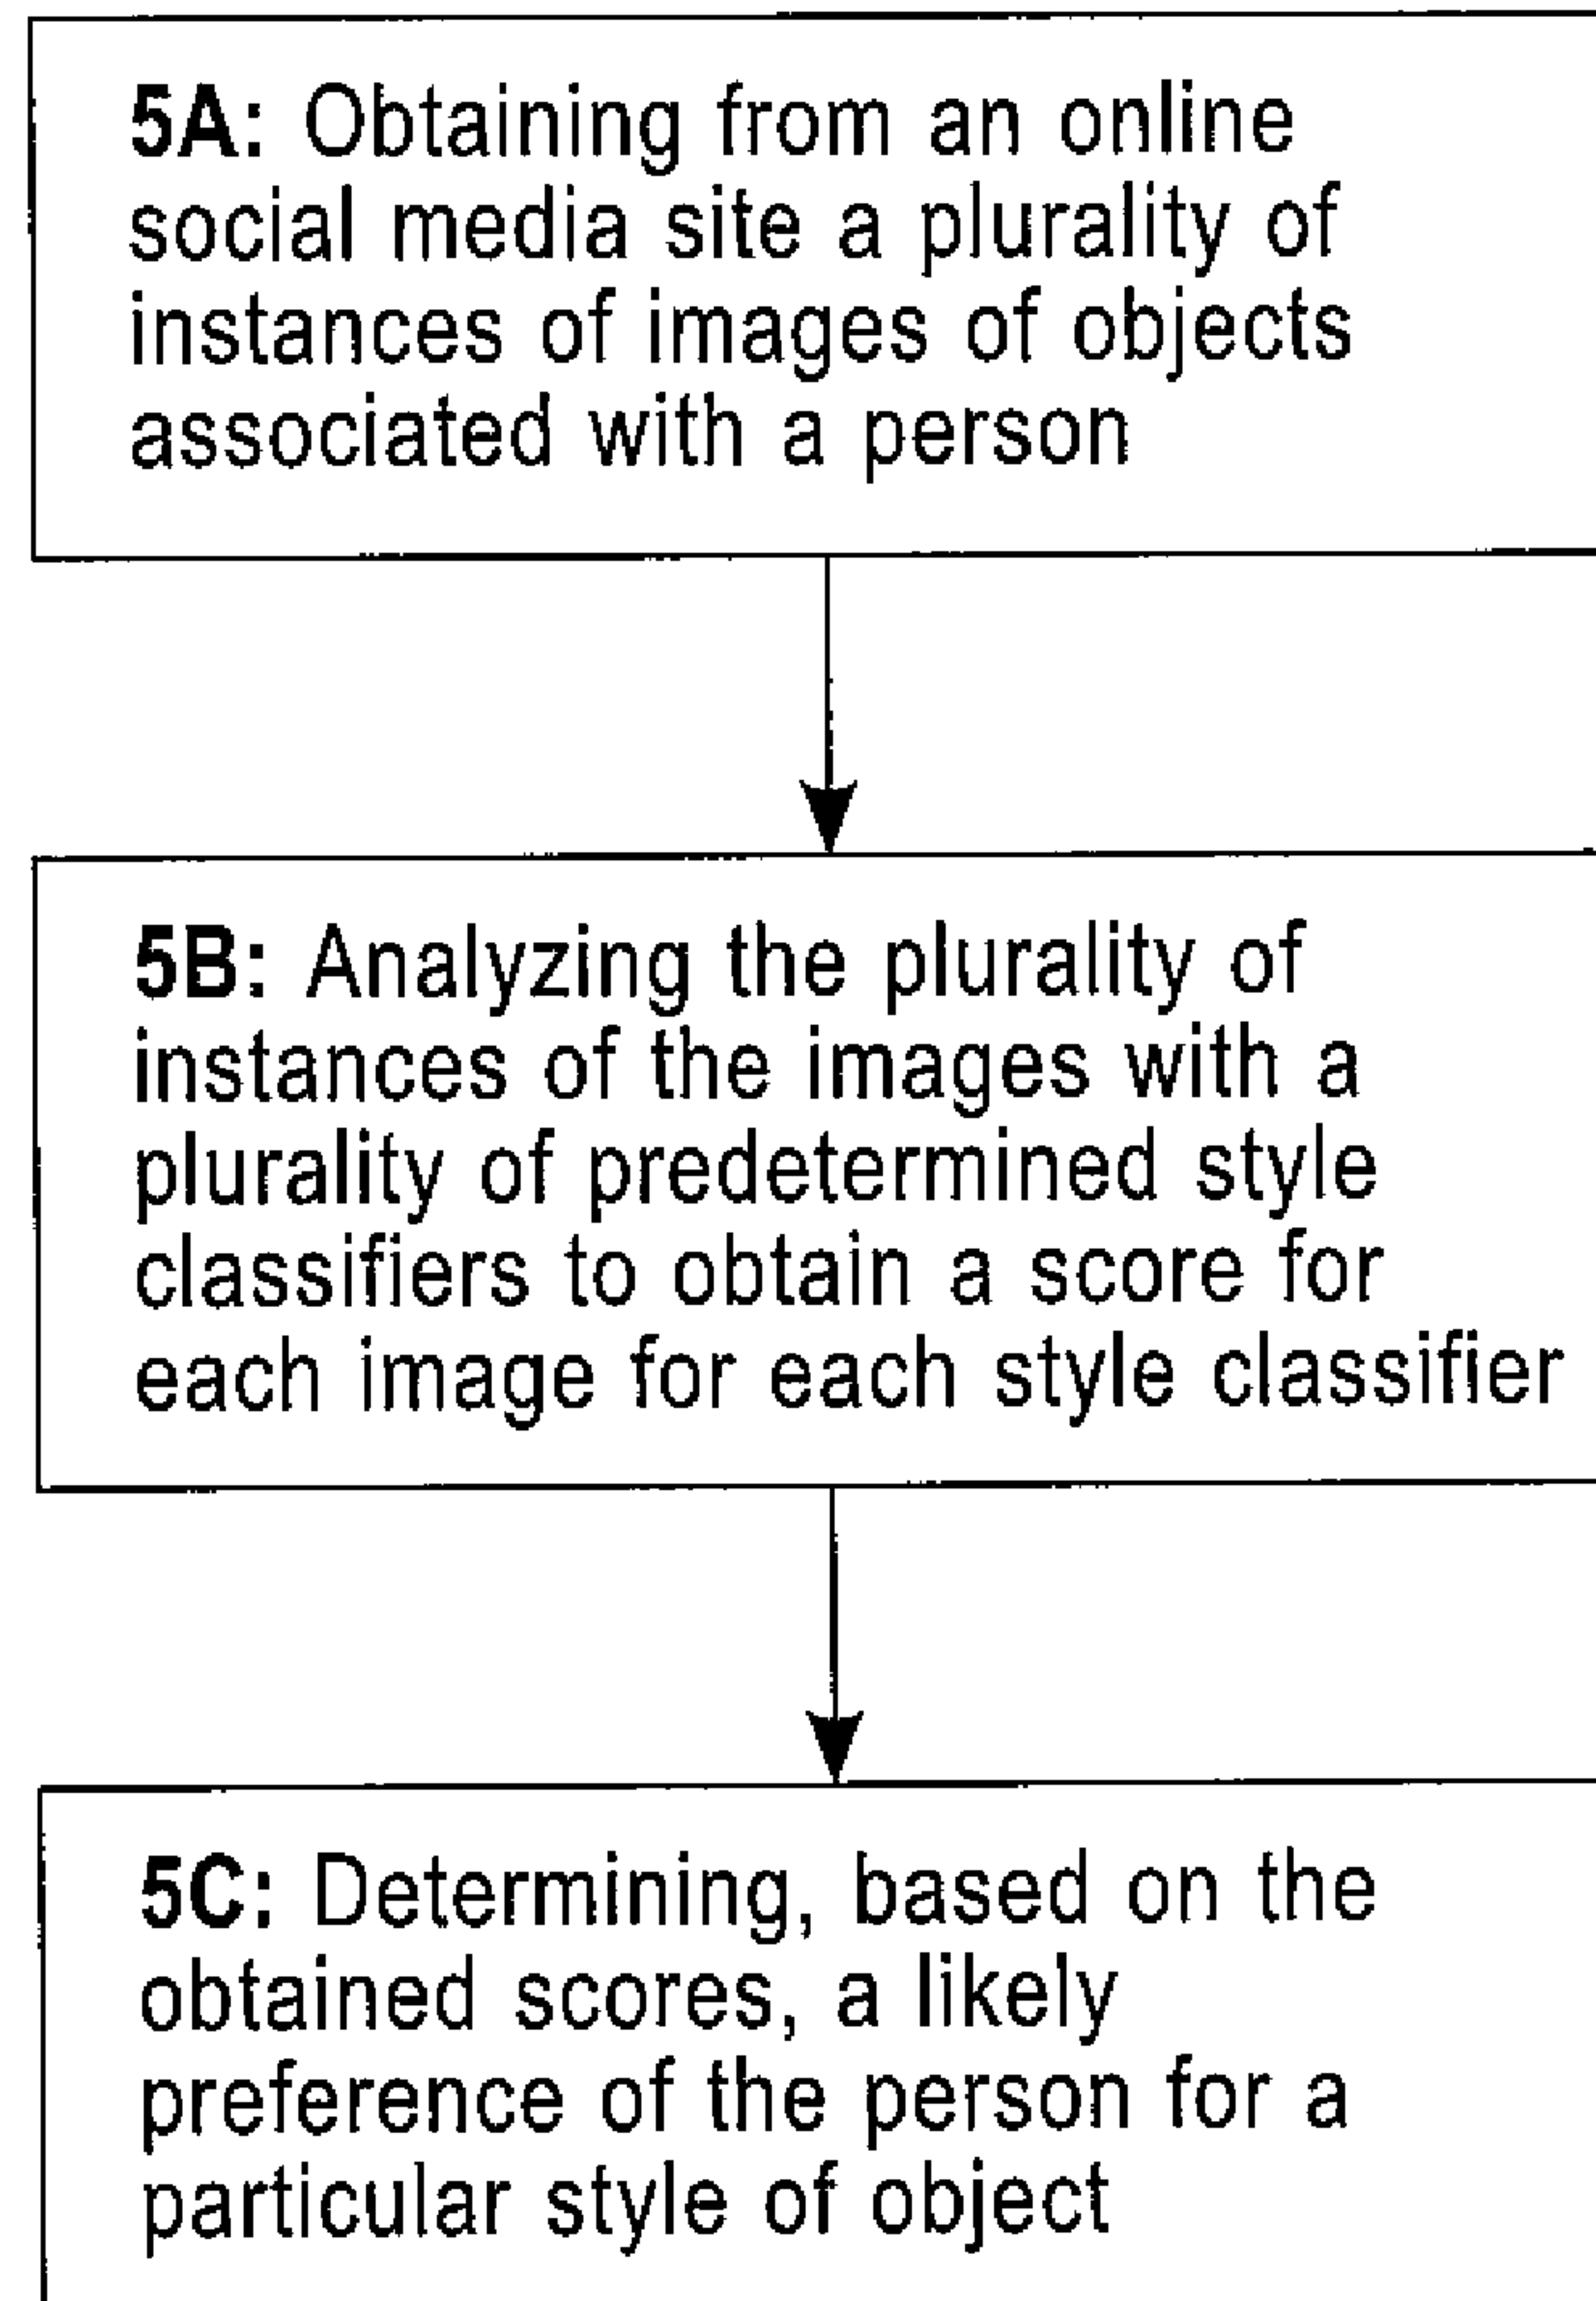 5A: Obtaining from an online
social media site a plurality of
instances of images of objects
associated with a person
5B: Analyzing the plurality of
instances of the images with a
plurality of predetermined style
classifiers to obtain a score for
each image for each style classifier
5C: Determining, based on the
obtained scores, a likely
preference of the person for a
particular style of object